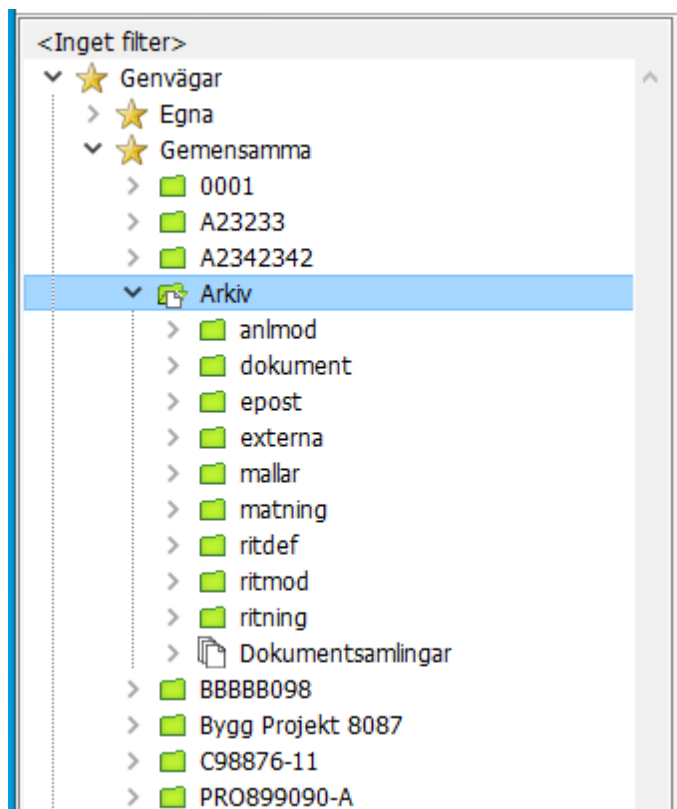 <Inget filter>
Genvägar
Egna
Gemensamma
0001
A23233
A2342342
Arkiv
anlmod
dokument
epost
externa
mallar
matning
ritdef
ritmod
ritning
Dokumentsamlingar
BBBBB098
Bygg Projekt 8087
C98876-11
PRO899090-A